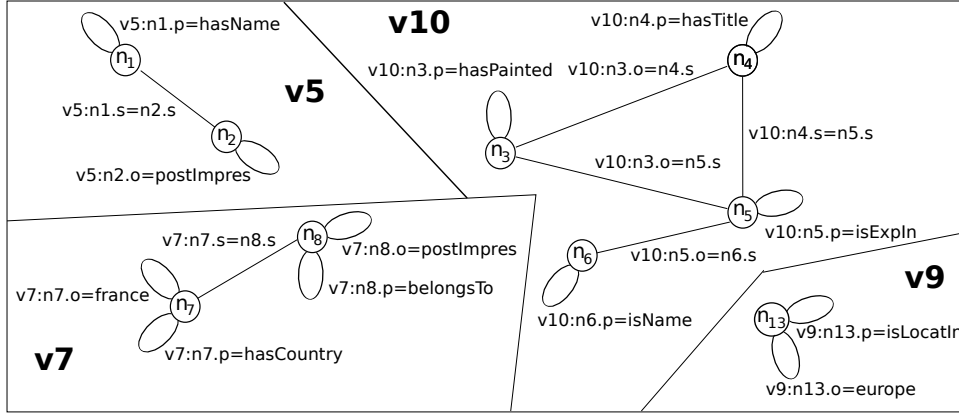 v5:n1.p=hasName
n1
v5
v5:n1.s=n2.s
n2
v5:n2.o=postImpres
v10
v10:n4.p=hasTitle
n4
v10:n3.p=hasPainted
v10:n3.o=n4.s
n3
v10:n4.s=n5.s
v10:n3.o=n5.s
n5
v10:n5.p=isExpIn
v10:n5.o=n6.s
n6
v10:n6.p=isName
v7:n7.s=n8.s
n8
v7:n8.o=postImpres
v7:n8.p=belongsTo
v7:n7.o=france
n7
v7:n7.p=hasCountry
v7
v9
n13
v9:n13.p=isLocatIn
v9:n13.o=europe